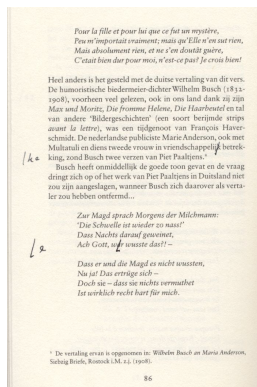 Pour la fille et pour lui que ce fut un mystère,
Peu m'importait vraiment; mais qu'Elle n'en sut rien,
Mais absolument rien, et ne s'en doutât guère,
C'etait bien dur pour moi, n'est-ce pas? Je crois bien!
Heel anders is het gesteld met de duitse vertaling van dit vers.
De humoristische biedermeier-dichter Wilhelm Busch (1832-
1908), voorheen veel gelezen, ook in ons land dank zij zijn
Max und Moritz, Die fromme Helene, Die Haarbeutel en tal
van andere 'Bildergeschichten' (een soort berijmde strips
avant la lettre), was een tijdgenoot van François Haver-
schmidt. De nederlandse publiciste Marie Anderson, ook met
Multatuli en diens tweede vrouw in vriendschappelijk betrek-
king, zond Busch twee verzen van Piet Paaltjens.⁶
Busch heeft onmiddellijk de goede toon gevat en de vraag
dringt zich op of het werk van Piet Paaltjens in Duitsland niet
zou zijn aangeslagen, wanneer Busch zich daarover als verta-
ler zou hebben ontfermd...
Zur Magd sprach Morgens der Milchmann:
'Die Schwelle ist wieder zo nass!'
Dass Nachts darauf geweinet,
Ach Gott, wer wusste das?! –
Dass er und die Magd es nicht wussten,
Nu ja! Das ertrüge sich –
Doch sie – dass sie nichts vermuthet
Ist wirklich recht hart für mich.
⁶ De vertaling ervan is opgenomen in: Wilhelm Busch an Maria Anderson,
Siebzig Briefe, Rostock i.M. z.j. (1908).
86